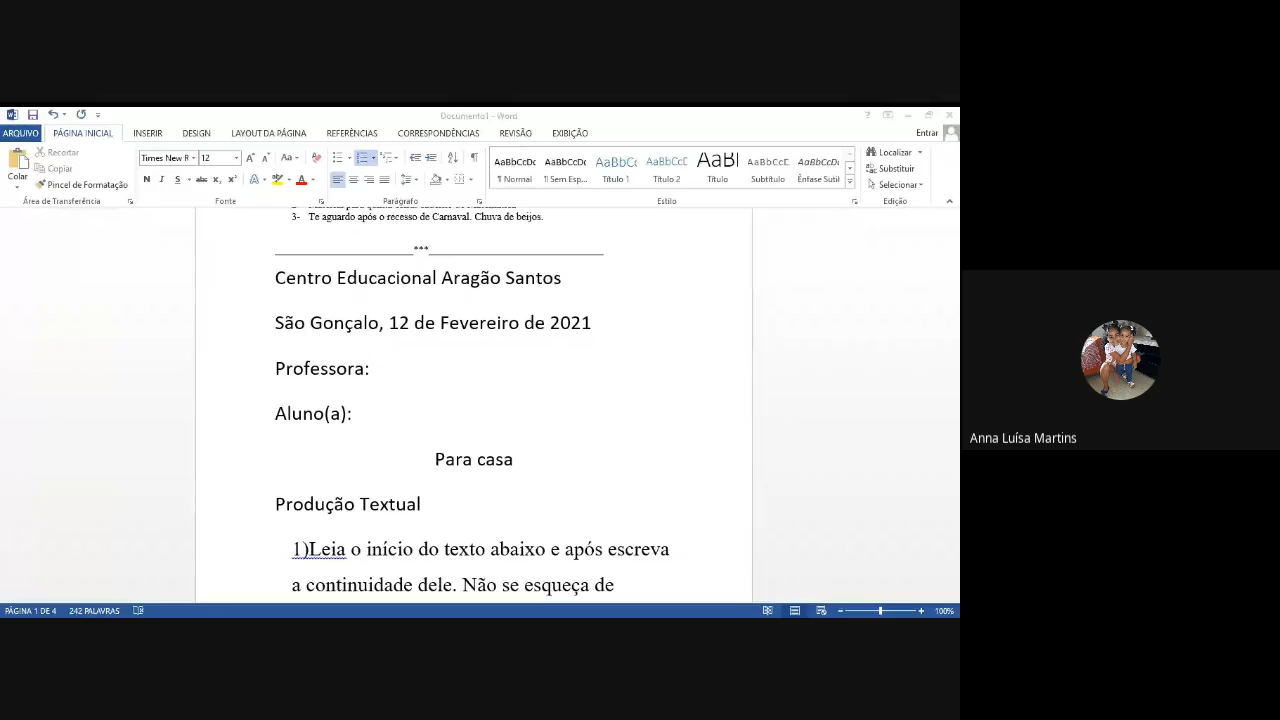 Documento1 - Word
ARQUIVO PÁGINA INICIAL INSERIR DESIGN LAYOUT DA PÁGINA REFERÊNCIAS CORRESPONDÊNCIAS REVISÃO EXIBIÇÃO Entrar
Colar
Recortar
Copiar
Pincel de Formatação
Área de Transferência
Times New R 12
Fonte
Parágrafo
AaBbCcDc AaBbCcDc AaBbCc AaBbCcD AaBl AaBbCcD AaBbCcDc
¶ Normal ¶ Sem Esp... Título 1 Título 2 Título Subtítulo Ênfase Sutil
Estilo
Localizar
Substituir
Selecionar
Edição
3- Te aguardo após o recesso de Carnaval. Chuva de beijos.
***
Centro Educacional Aragão Santos
São Gonçalo, 12 de Fevereiro de 2021
Professora:
Aluno(a):
Para casa
Produção Textual
1)Leia o início do texto abaixo e após escreva
a continuidade dele. Não se esqueça de
PÁGINA 1 DE 4 242 PALAVRAS 100%
Anna Luísa Martins